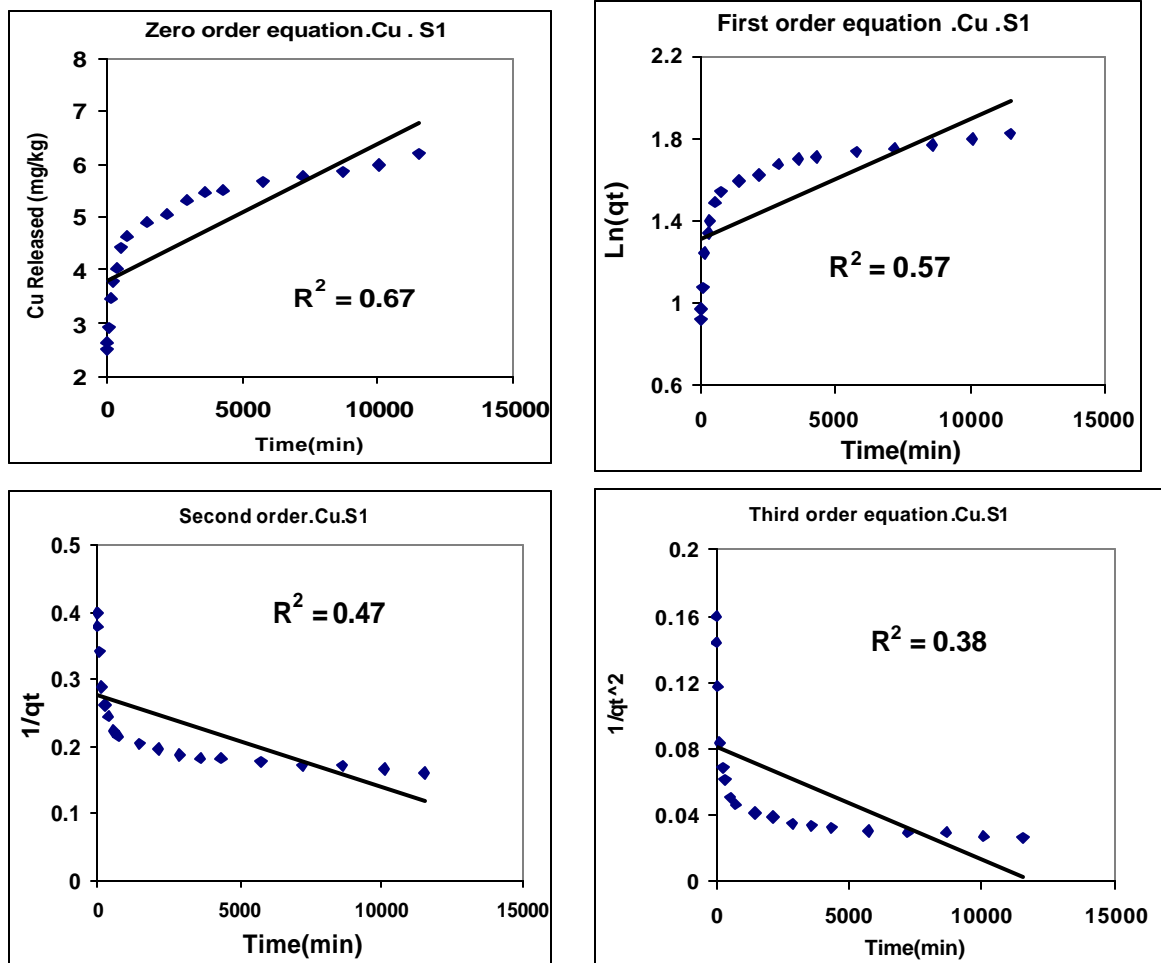 Zero order equation.Cu . S1
8
7
6
5
4
3
2
Cu Released (mg/kg)
R² = 0.67
0 5000 10000 15000
Time(min)
First order equation .Cu .S1
2.2
1.8
1.4
1
0.6
Ln(qt)
R² = 0.57
0 5000 10000 15000
Time(min)
Second order.Cu.S1
0.5
0.4
0.3
0.2
0.1
0
1/qt
R² = 0.47
0 5000 10000 15000
Time(min)
Third order equation.Cu.S1
0.2
0.16
0.12
0.08
0.04
0
1/qt^2
R² = 0.38
0 5000 10000 15000
Time(min)